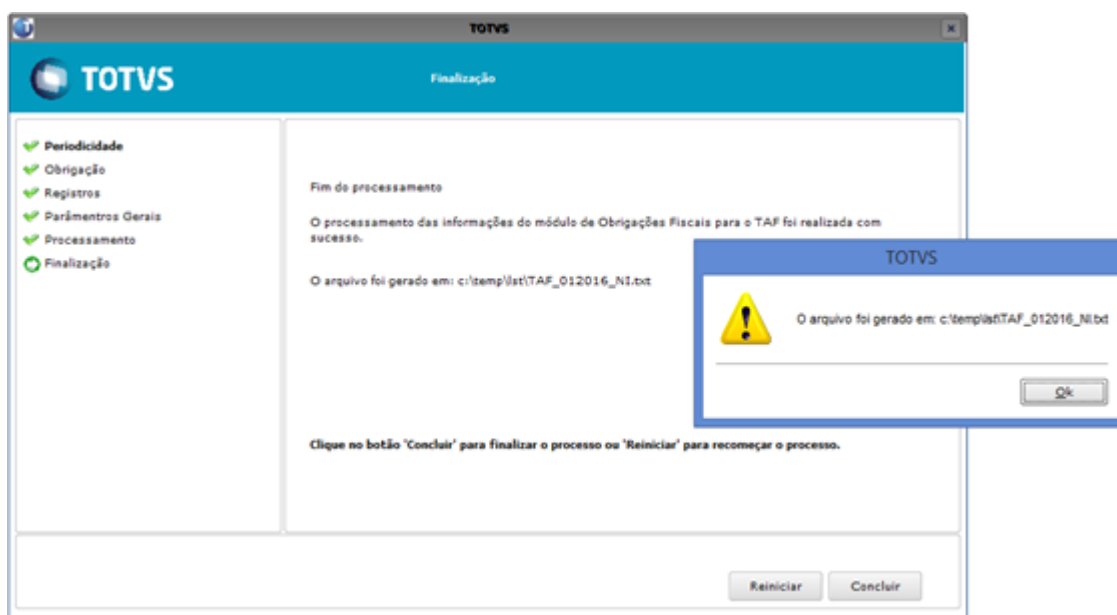 TOTVS
TOTVS
Finalização
Periodicidade
Obrigação
Registros
Parâmentros Gerais
Processamento
Finalização
Fim do processamento
O processamento das informações do módulo de Obrigações Fiscais para o TAF foi realizada com
sucesso.
O arquivo foi gerado em: c:\temp\lst\TAF_012016_NI.txt
Clique no botão 'Concluir' para finalizar o processo ou 'Reiniciar' para recomeçar o processo.
Reiniciar
Concluir
TOTVS
O arquivo foi gerado em: c:\temp\lst\TAF_012016_NI.txt
Ok